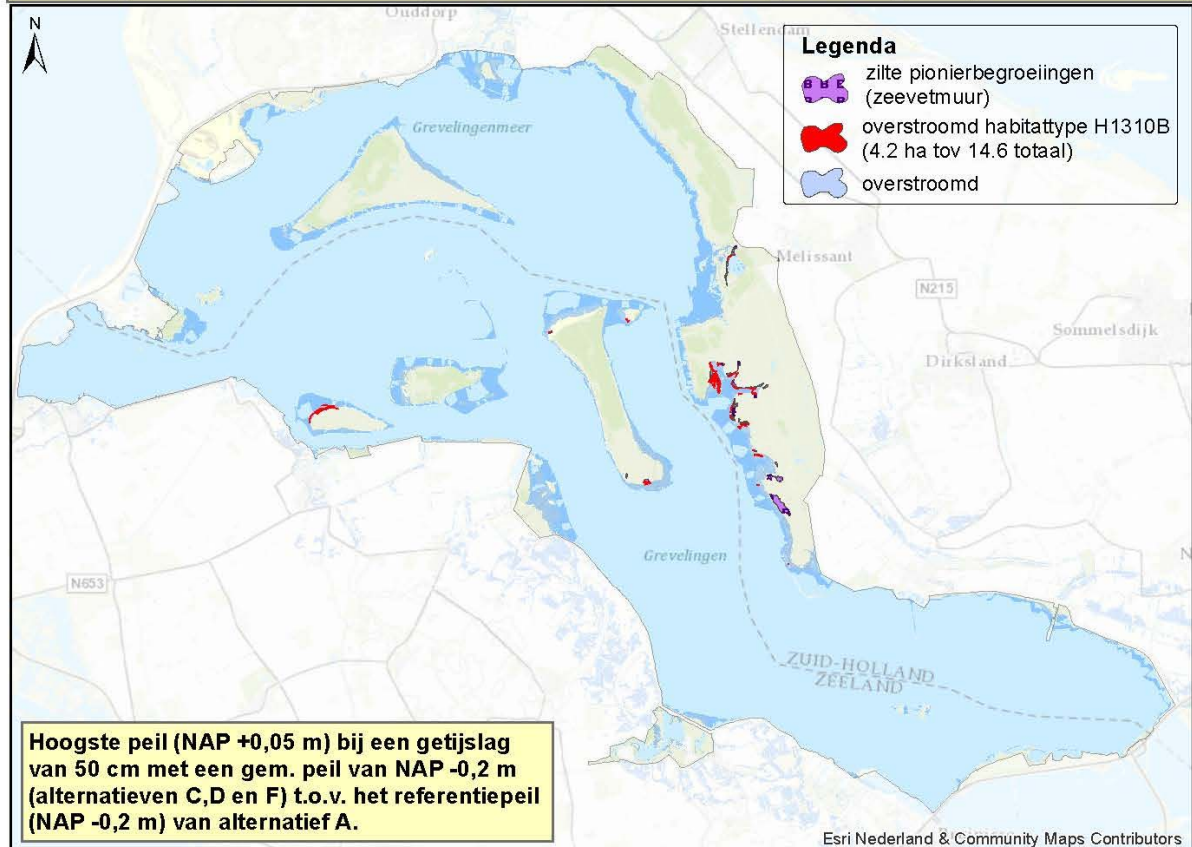 Ouddorp
Stellendam
N
Legenda
zilte pionierbegroeiingen
(zeevetmuur)
overstroomd habitattype H1310B
(4.2 ha tov 14.6 totaal)
overstroomd
Grevelingenmeer
Melissant
N215
Sommelsdijk
Dirksland
Grevelingen
N653
ZUID-HOLLAND
ZEELAND
Hoogste peil (NAP +0,05 m) bij een getijslag
van 50 cm met een gem. peil van NAP -0,2 m
(alternatieven C,D en F) t.o.v. het referentiepeil
(NAP -0,2 m) van alternatief A.
Esri Nederland & Community Maps Contributors